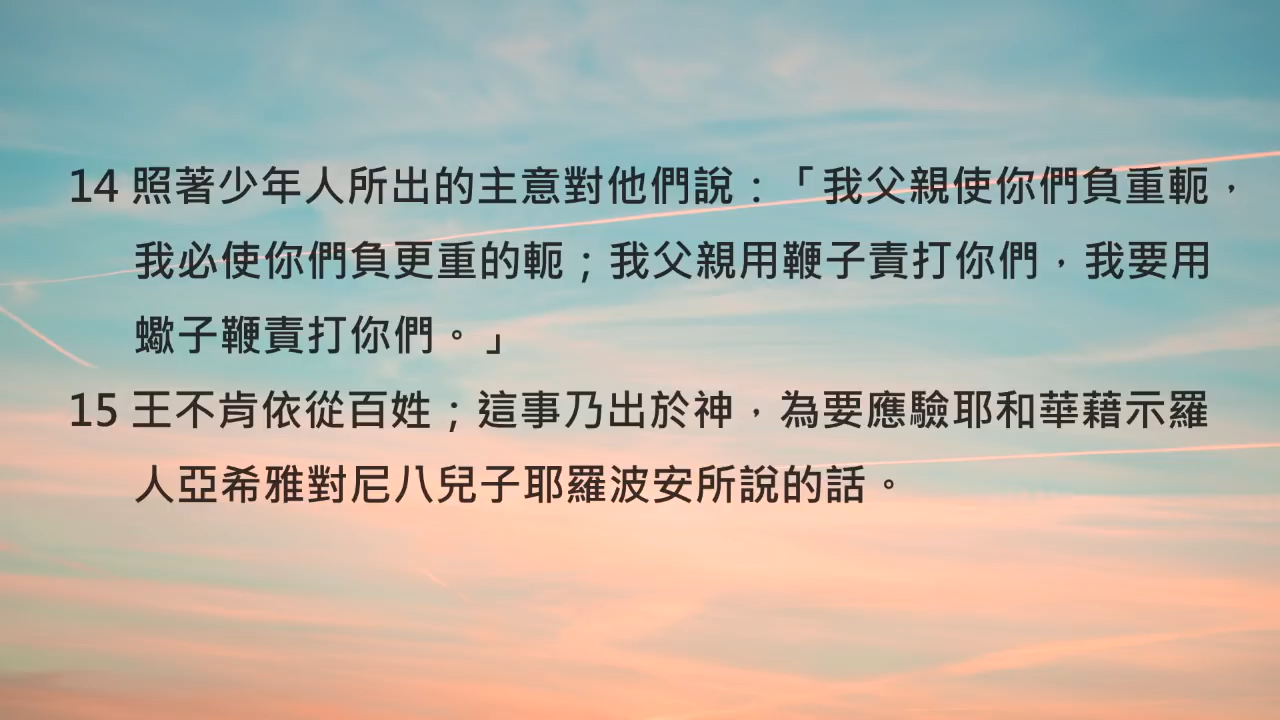 14 照著少年人所出的主意對他們說：「我父親使你們負重軛，
我必使你們負更重的軛；我父親用鞭子責打你們，我要用
蠍子鞭責打你們。」
15 王不肯依從百姓；這事乃出於神，為要應驗耶和華藉示羅
人亞希雅對尼八兒子耶羅波安所說的話。